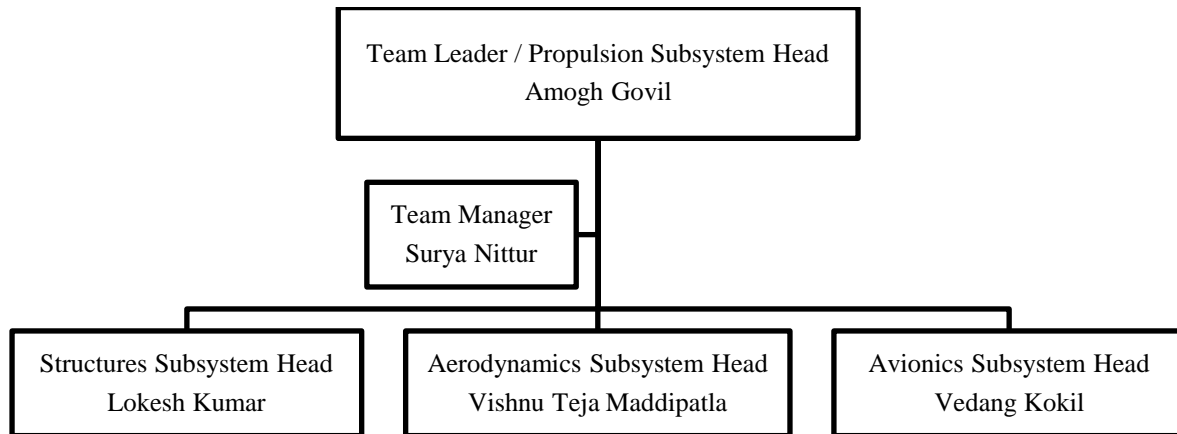 Team Leader / Propulsion Subsystem Head
Amogh Govil
Team Manager
Surya Nittur
Structures Subsystem Head
Lokesh Kumar
Aerodynamics Subsystem Head
Vishnu Teja Maddipatla
Avionics Subsystem Head
Vedang Kokil